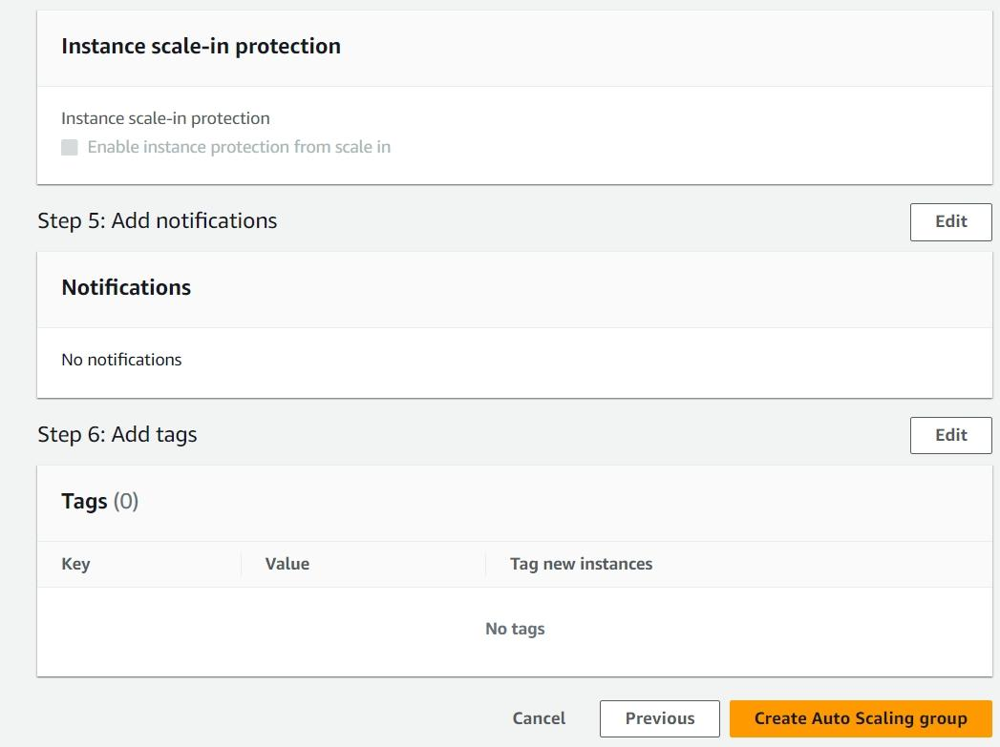 Instance scale-in protection
Instance scale-in protection
Enable instance protection from scale in
Step 5: Add notifications
Edit
Notifications
No notifications
Step 6: Add tags
Edit
Tags (0)
Key Value Tag new instances
No tags
Cancel Previous Create Auto Scaling group